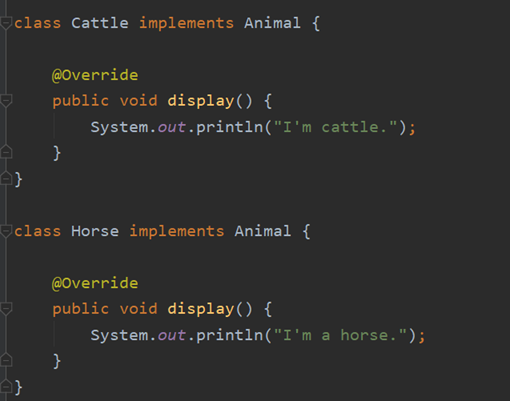 class Cattle implements Animal {
@Override
public void display() {
System.out.println("I'm cattle.");
}
}
class Horse implements Animal {
@Override
public void display() {
System.out.println("I'm a horse.");
}
}